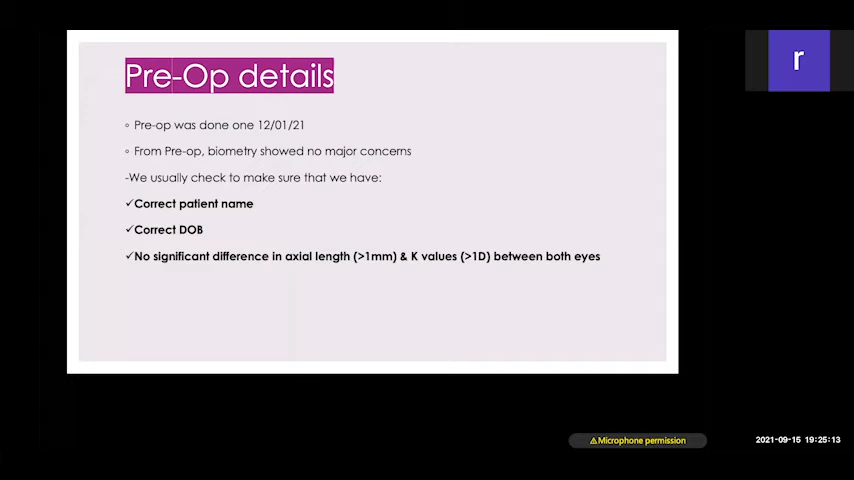 Pre-Op details
◦ Pre-op was done one 12/01/21
◦ From Pre-op, biometry showed no major concerns
-We usually check to make sure that we have:
✓Correct patient name
✓Correct DOB
✓No significant difference in axial length (>1mm) & K values (>1D) between both eyes
r
⚠Microphone permission
2021-09-15 19:25:13